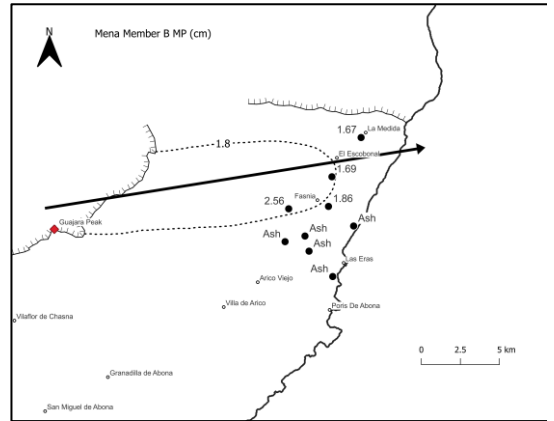 N
Mena Member B MP (cm)
1.67
La Medida
1.8
El Escobonal
1.69
Fasnia
2.56
1.86
Guajara Peak
Ash
Ash
Ash
Ash
Las Eras
Ash
Arico Viejo
Villa de Arico
Poris De Abona
Vilaflor de Chasna
0 2.5 5 km
Granadilla de Abona
San Miguel de Abona